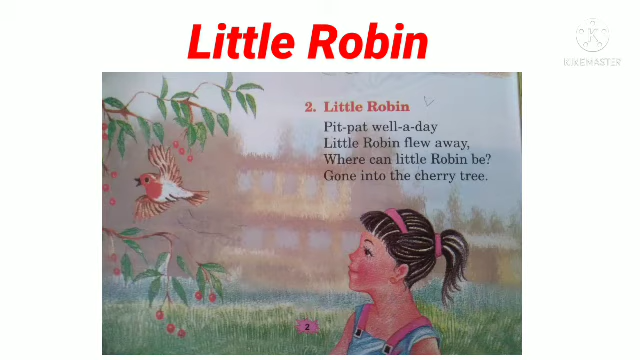 Little Robin
KINEMASTER
2. Little Robin
Pit-pat well-a-day
Little Robin flew away,
Where can little Robin be?
Gone into the cherry tree.
2